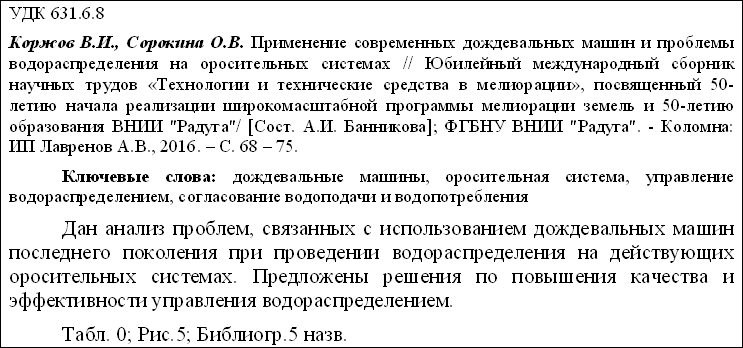 УДК 631.6.8
Коржов В.И., Сорокина О.В. Применение современных дождевальных машин и проблемы
водораспределения на оросительных системах // Юбилейный международный сборник
научных трудов «Технологии и технические средства в мелиорации», посвященный 50-
летию начала реализации широкомасштабной программы мелиорации земель и 50-летию
образования ВНИИ "Радуга"/ [Сост. А.И. Банникова]; ФГБНУ ВНИИ "Радуга". - Коломна:
ИП Лавренов А.В., 2016. – С. 68 – 75.
Ключевые слова: дождевальные машины, оросительная система, управление
водораспределением, согласование водоподачи и водопотребления
Дан анализ проблем, связанных с использованием дождевальных машин
последнего поколения при проведении водораспределения на действующих
оросительных системах. Предложены решения по повышения качества и
эффективности управления водораспределением.
Табл. 0; Рис.5; Библиогр.5 назв.